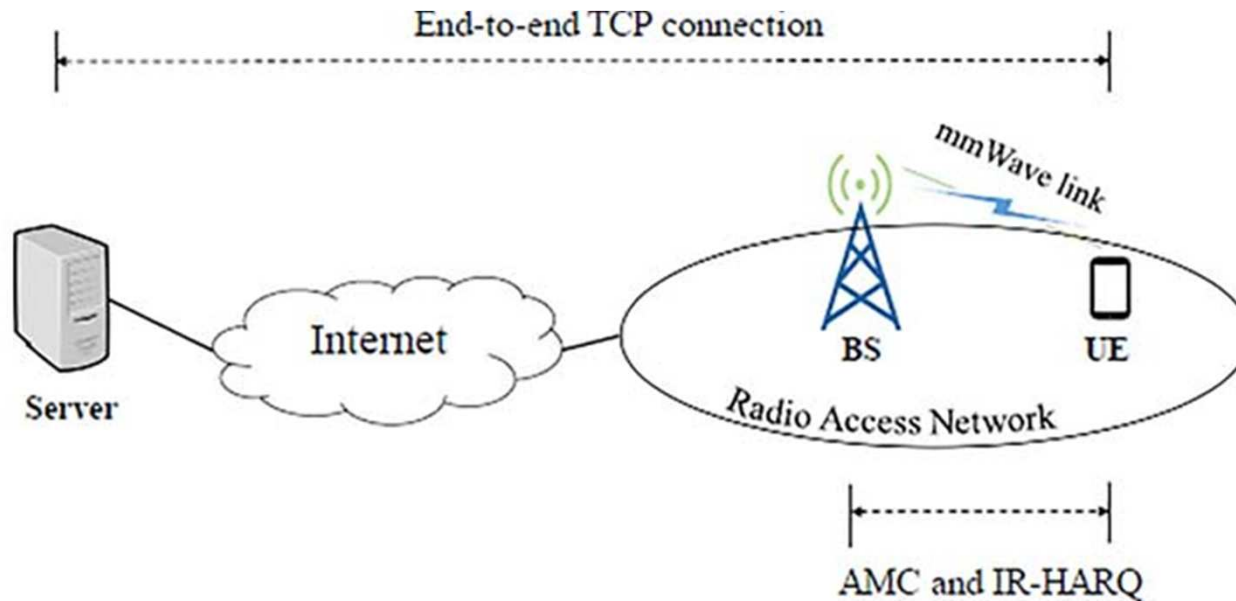 End-to-end TCP connection
mmWave link
Internet
BS
UE
Server
Radio Access Network
AMC and IR-HARQ